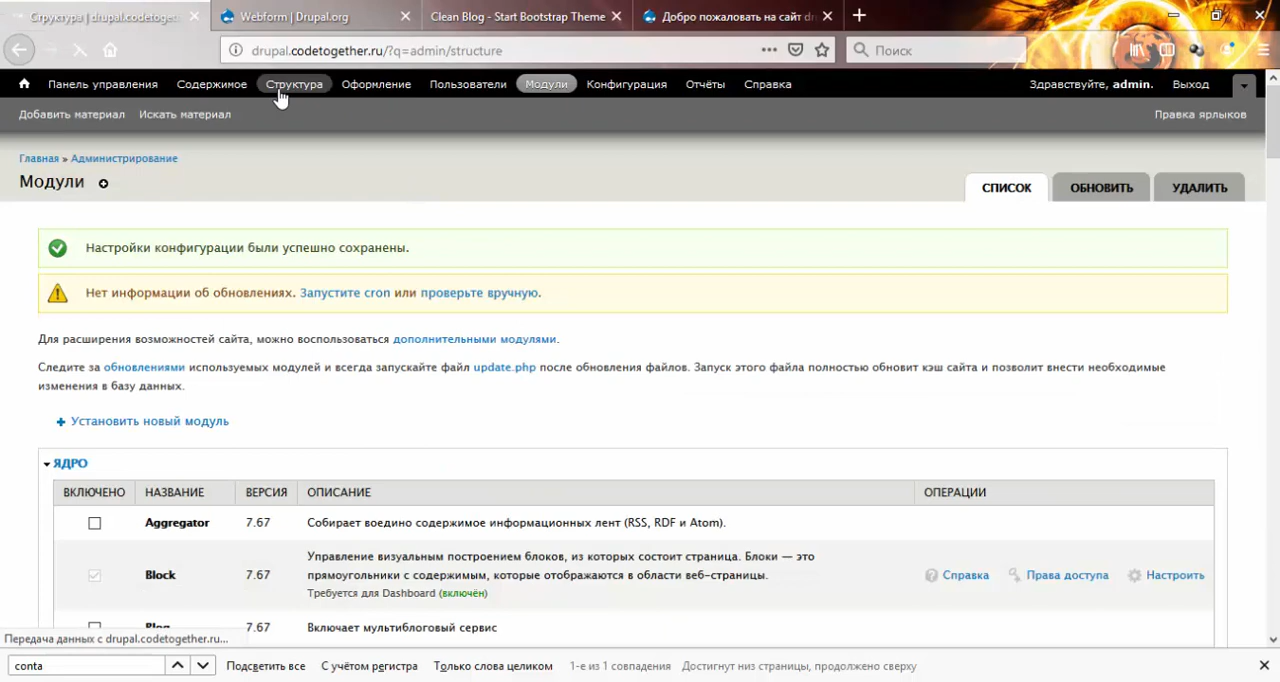 Структура | drupal.codetoget
Webform | Drupal.org
Clean Blog - Start Bootstrap Theme
Добро пожаловать на сайт dr
drupal.codetogether.ru/?q=admin/structure
Поиск
Панель управления
Содержимое
Структура
Оформление
Пользователи
Модули
Конфигурация
Отчёты
Справка
Здравствуйте, admin.
Выход
Добавить материал
Искать материал
Правка ярлыков
Главная » Администрирование
Модули
СПИСОК
ОБНОВИТЬ
УДАЛИТЬ
Настройки конфигурации были успешно сохранены.
Нет информации об обновлениях. Запустите cron или проверьте вручную.
Для расширения возможностей сайта, можно воспользоваться дополнительными модулями.
Следите за обновлениями используемых модулей и всегда запускайте файл update.php после обновления файлов. Запуск этого файла полностью обновит кэш сайта и позволит внести необходимые
изменения в базу данных.
Установить новый модуль
ЯДРО
ВКЛЮЧЕНО НАЗВАНИЕ ВЕРСИЯ ОПИСАНИЕ ОПЕРАЦИИ
Aggregator 7.67 Собирает воедино содержимое информационных лент (RSS, RDF и Atom).
Управление визуальным построением блоков, из которых состоит страница. Блоки — это
Block 7.67 прямоугольники с содержимым, которые отображаются в области веб-страницы. Справка Права доступа Настроить
Требуется для Dashboard (включён)
Blog 7.67 Включает мультиблоговый сервис
Передача данных с drupal.codetogether.ru...
conta
Подсветить все
С учётом регистра
Только слова целиком
1-е из 1 совпадения
Достигнут низ страницы, продолжено сверху